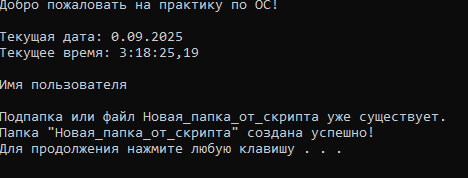 Добро пожаловать на практику по ОС!
Текущая дата: 0.09.2025
Текущее время: 3:18:25,19
Имя пользователя
Подпапка или файл Новая_папка_от_скрипта уже существует.
Папка "Новая_папка_от_скрипта" создана успешно!
Для продолжения нажмите любую клавишу . . .